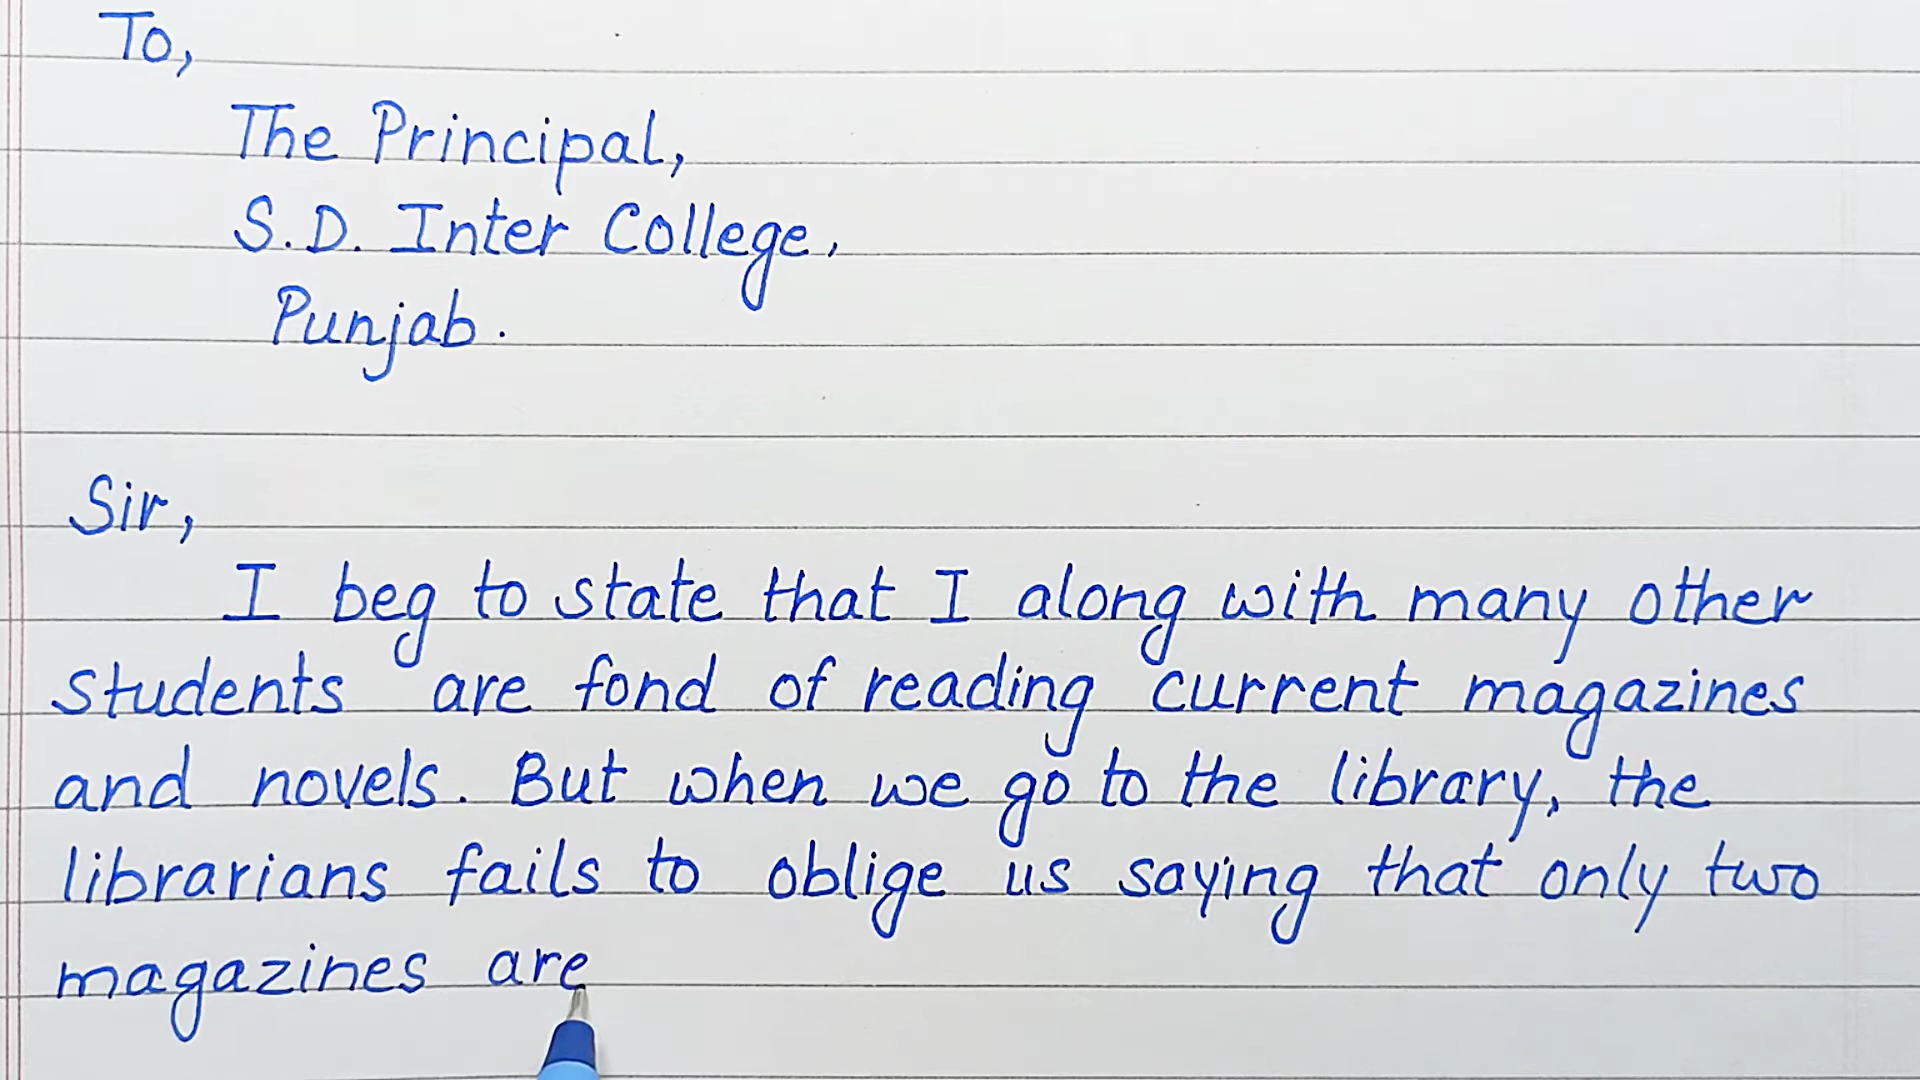 To,
The Principal,
S.D. Inter College,
Punjab.
Sir,
I beg to state that I along with many other
students are fond of reading current magazines
and novels. But when we go to the library, the
librarians fails to oblige us saying that only two
magazines are